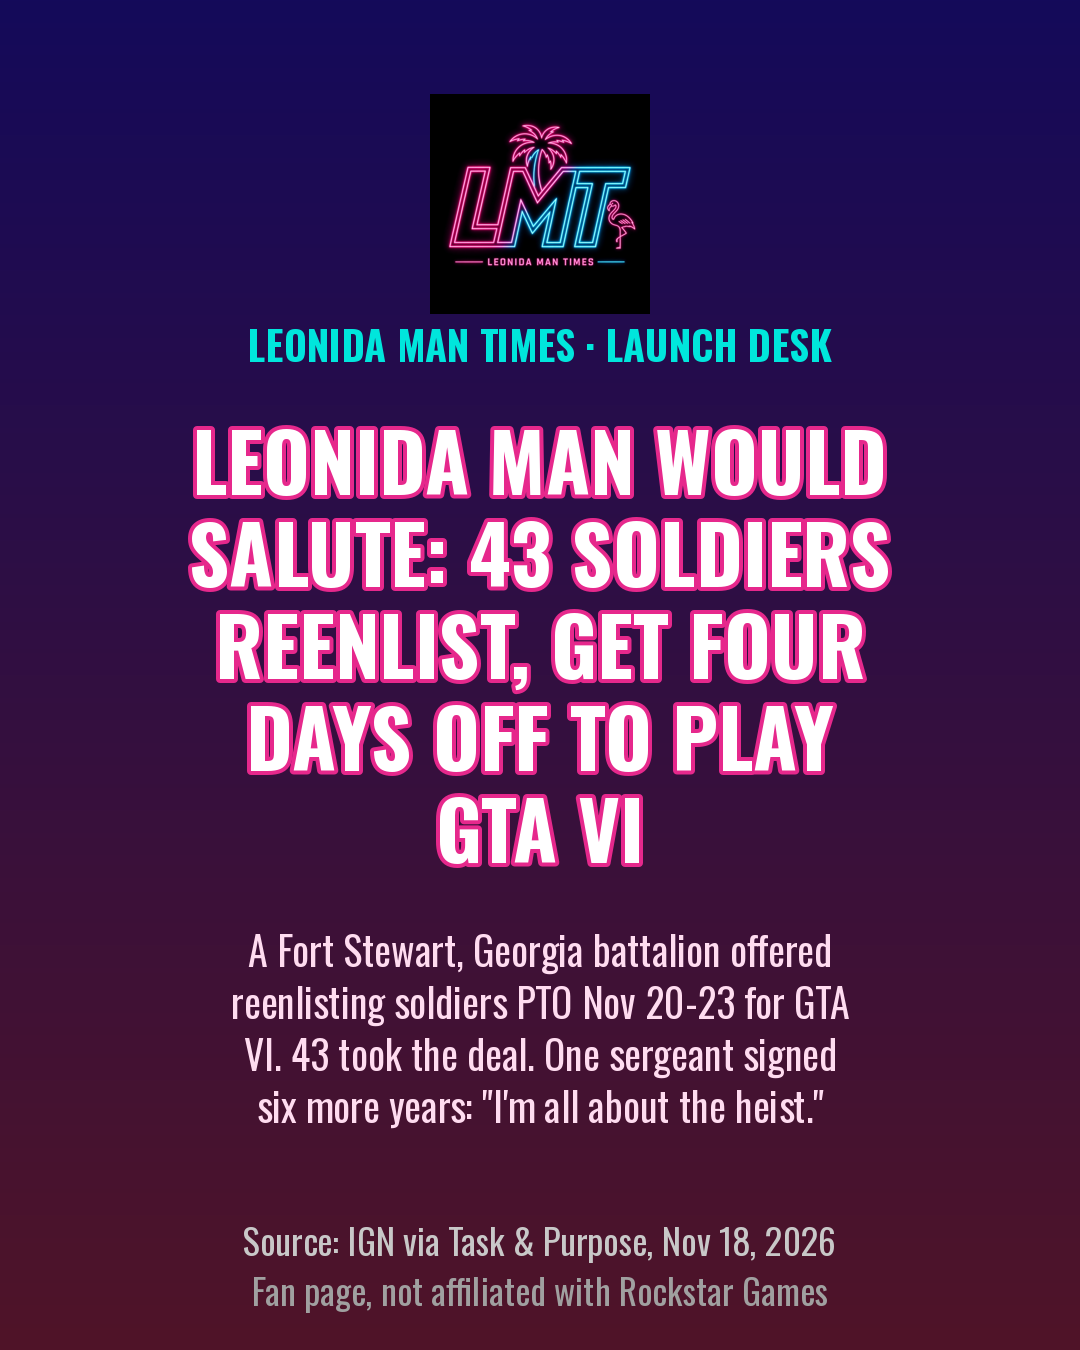 LMT
LEONIDA MAN TIMES
LEONIDA MAN TIMES · LAUNCH DESK
LEONIDA MAN WOULD
SALUTE: 43 SOLDIERS
REENLIST, GET FOUR
DAYS OFF TO PLAY
GTA VI
A Fort Stewart, Georgia battalion offered
reenlisting soldiers PTO Nov 20-23 for GTA
VI. 43 took the deal. One sergeant signed
six more years: "I'm all about the heist."
Source: IGN via Task & Purpose, Nov 18, 2026
Fan page, not affiliated with Rockstar Games